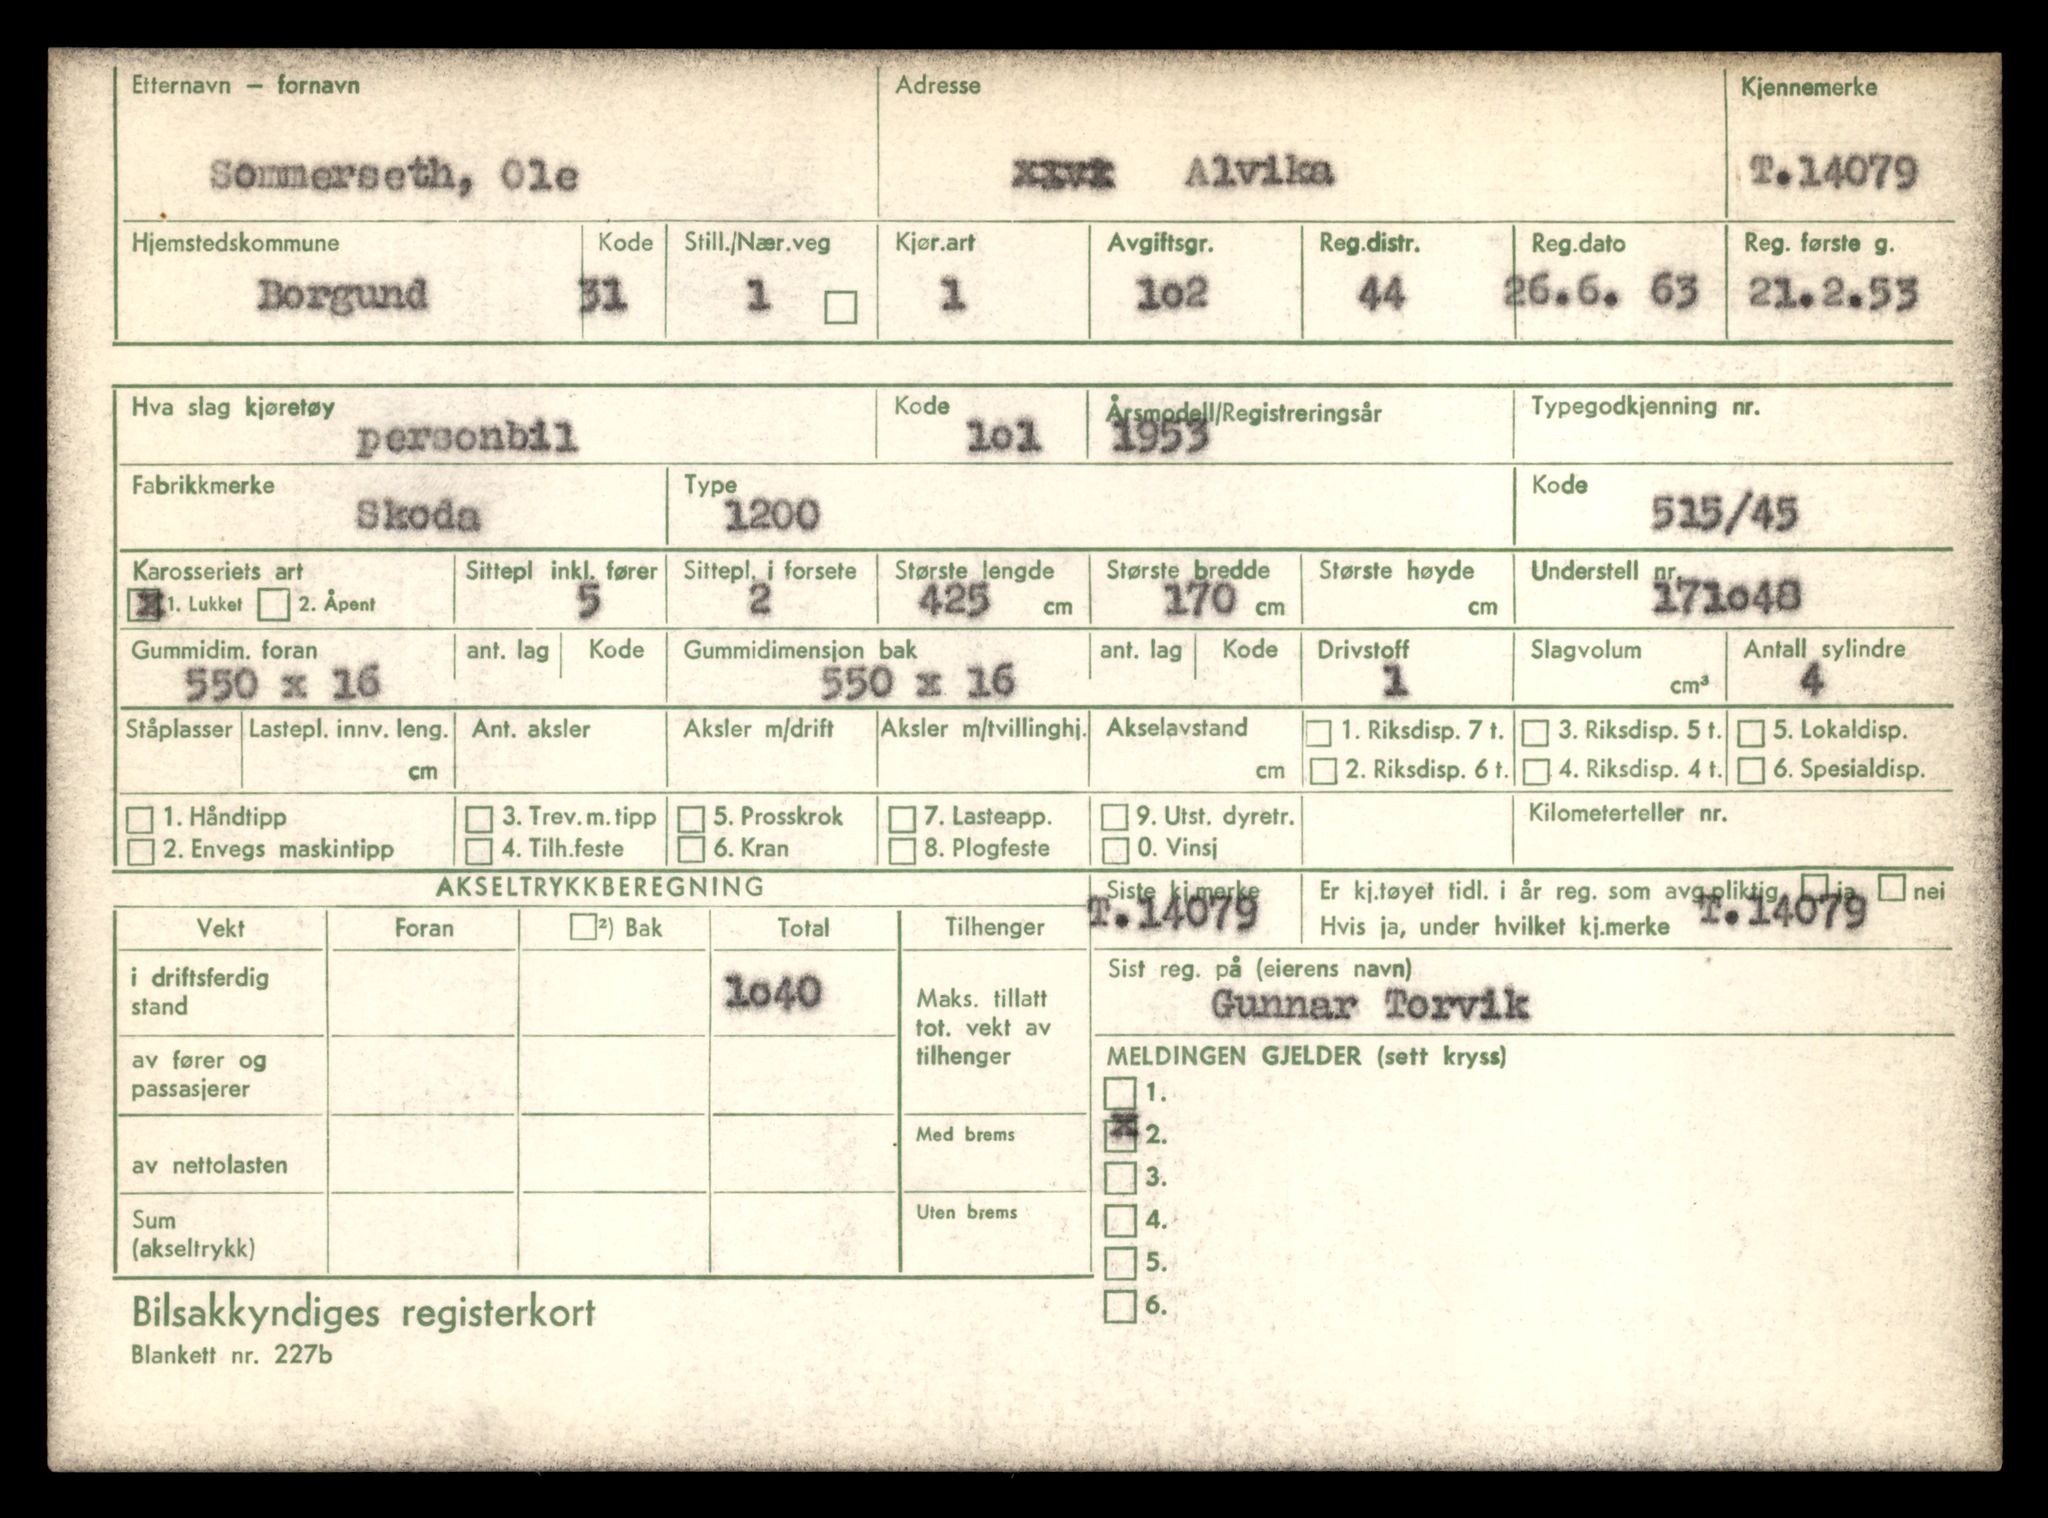 Etternavn – fornavn Adresse Kjennemerke
Sommerseth, Ole Alvika T.14079
Hjemstedskommune Kode Still./Nær.veg Kjør.art Avgiftsgr. Reg.distr. Reg.dato Reg. første g.
Borgund 31 1 1 1o2 44 26.6. 63 21.2.53
Hva slag kjøretøy Kode Årsmodell/Registreringsår Typegodkjenning nr.
personbil 1o1 1953
Fabrikkmerke Type Kode
Skoda 1200 515/45
Karosseriets art Sittepl inkl. fører Sittepl. i forsete Største lengde Største bredde Største høyde Understell nr.
x 1. Lukket 2. Åpent 5 2 425 cm 170 cm cm 171o48
Gummidim. foran ant. lag Kode Gummidimensjon bak ant. lag Kode Drivstoff Slagvolum Antall sylindre
550 x 16 550 x 16 1 cm³ 4
Ståplasser Lastepl. innv. leng. Ant. aksler Aksler m/drift Aksler m/tvillinghj. Akselavstand 1. Riksdisp. 7 t. 3. Riksdisp. 5 t. 5. Lokaldisp.
cm cm 2. Riksdisp. 6 t. 4. Riksdisp. 4 t. 6. Spesialdisp.
1. Håndtipp 3. Trev. m. tipp 5. Prosskrok 7. Lasteapp. 9. Utst. dyretr. Kilometerteller nr.
2. Envegs maskintipp 4. Tilh.feste 6. Kran 8. Plogfeste 0. Vinsj
AKSELTRYKKBEREGNING Siste kj.merke Er kj.tøyet tidl. i år reg. som avg.pliktig ja nei
T.14079 Hvis ja, under hvilket kj.merke T.14079
Vekt Foran ²) Bak Total Tilhenger
Sist reg. på (eierens navn)
i driftsferdig
stand 1o40 Maks. tillatt
tot. vekt av
tilhenger
Gunnar Torvik
av fører og
passasjerer
MELDINGEN GJELDER (sett kryss)
1.
x 2.
Med brems
av nettolasten
3.
Uten brems
4.
Sum
(akseltrykk)
5.
6.
Bilsakkyndiges registerkort
Blankett nr. 227b